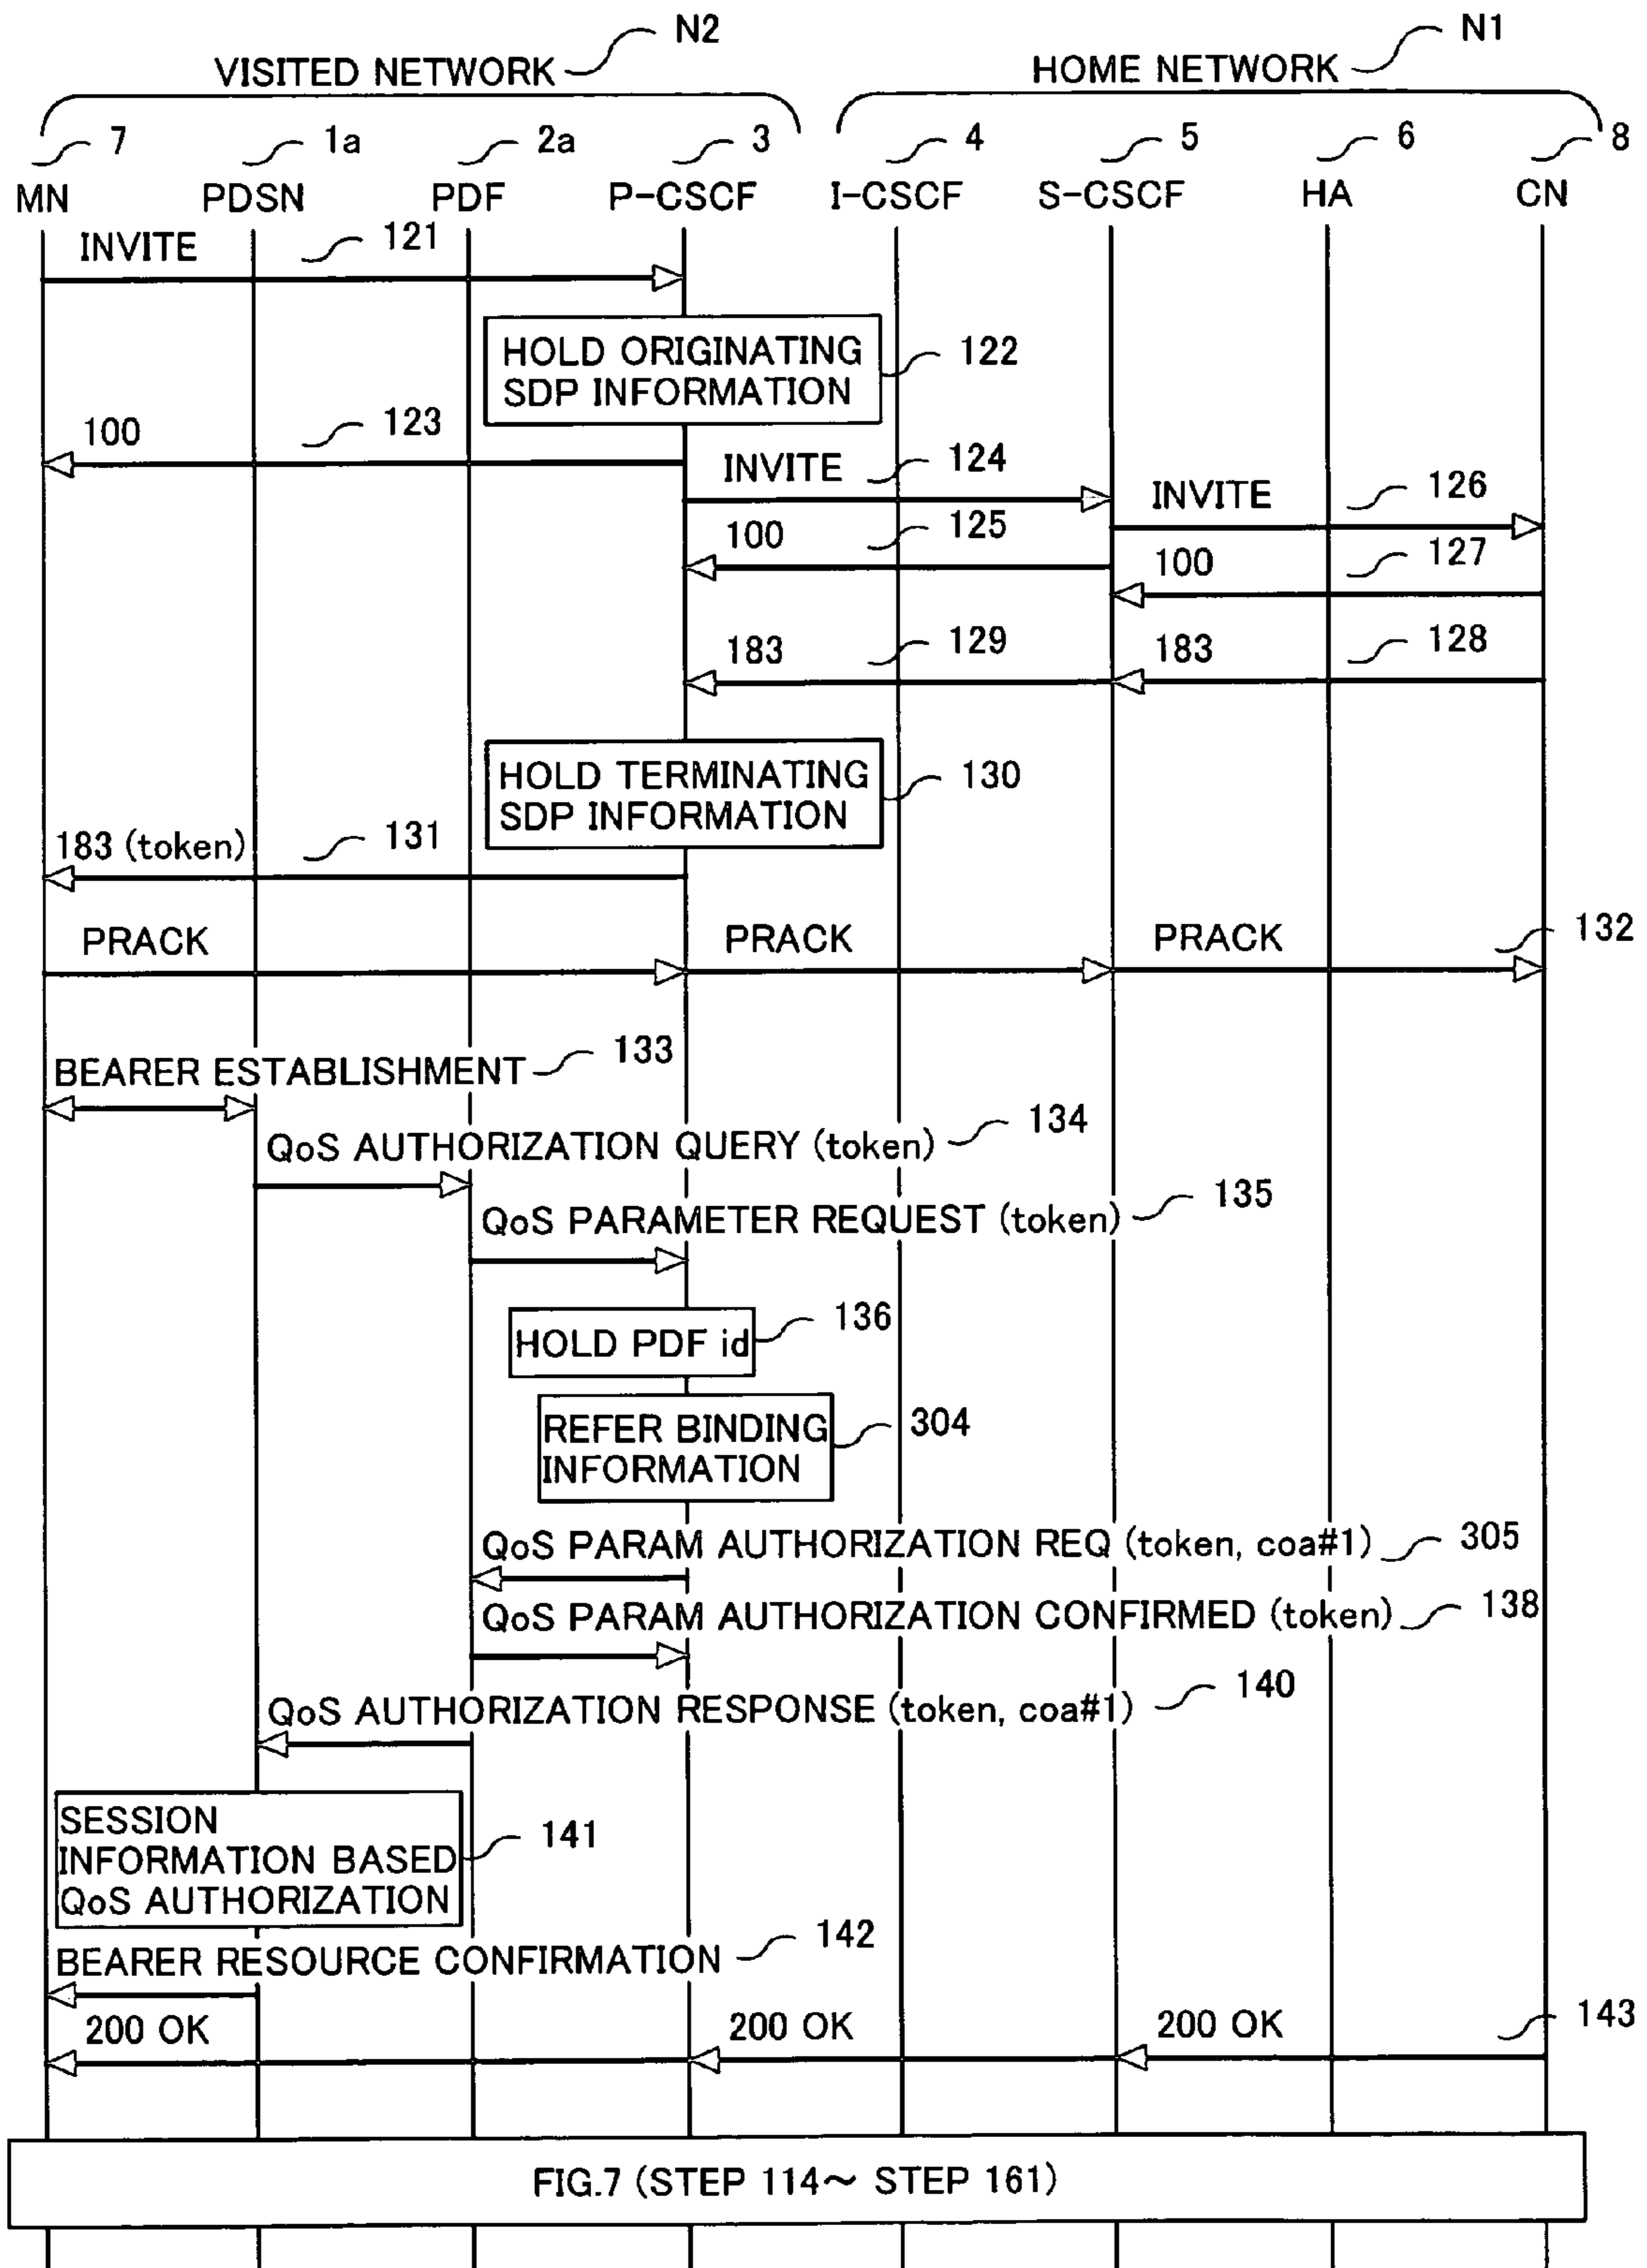 N2
N1
VISITED NETWORK
HOME NETWORK
7
1a
2a
3
4
5
6
8
MN
PDSN
PDF
P-CSCF
I-CSCF
S-CSCF
HA
CN
INVITE
121
HOLD ORIGINATING
SDP INFORMATION
122
100
123
INVITE
124
INVITE
126
100
125
100
127
183
129
183
128
HOLD TERMINATING
SDP INFORMATION
130
183 (token)
131
PRACK
PRACK
PRACK
132
BEARER ESTABLISHMENT
133
QoS AUTHORIZATION QUERY (token)
134
QoS PARAMETER REQUEST (token)
135
HOLD PDF id
136
REFER BINDING
INFORMATION
304
QoS PARAM AUTHORIZATION REQ (token, coa#1)
305
QoS PARAM AUTHORIZATION CONFIRMED (token)
138
QoS AUTHORIZATION RESPONSE (token, coa#1)
140
SESSION
INFORMATION BASED
QoS AUTHORIZATION
141
BEARER RESOURCE CONFIRMATION
142
200 OK
200 OK
200 OK
143
FIG.7 (STEP 114～ STEP 161)